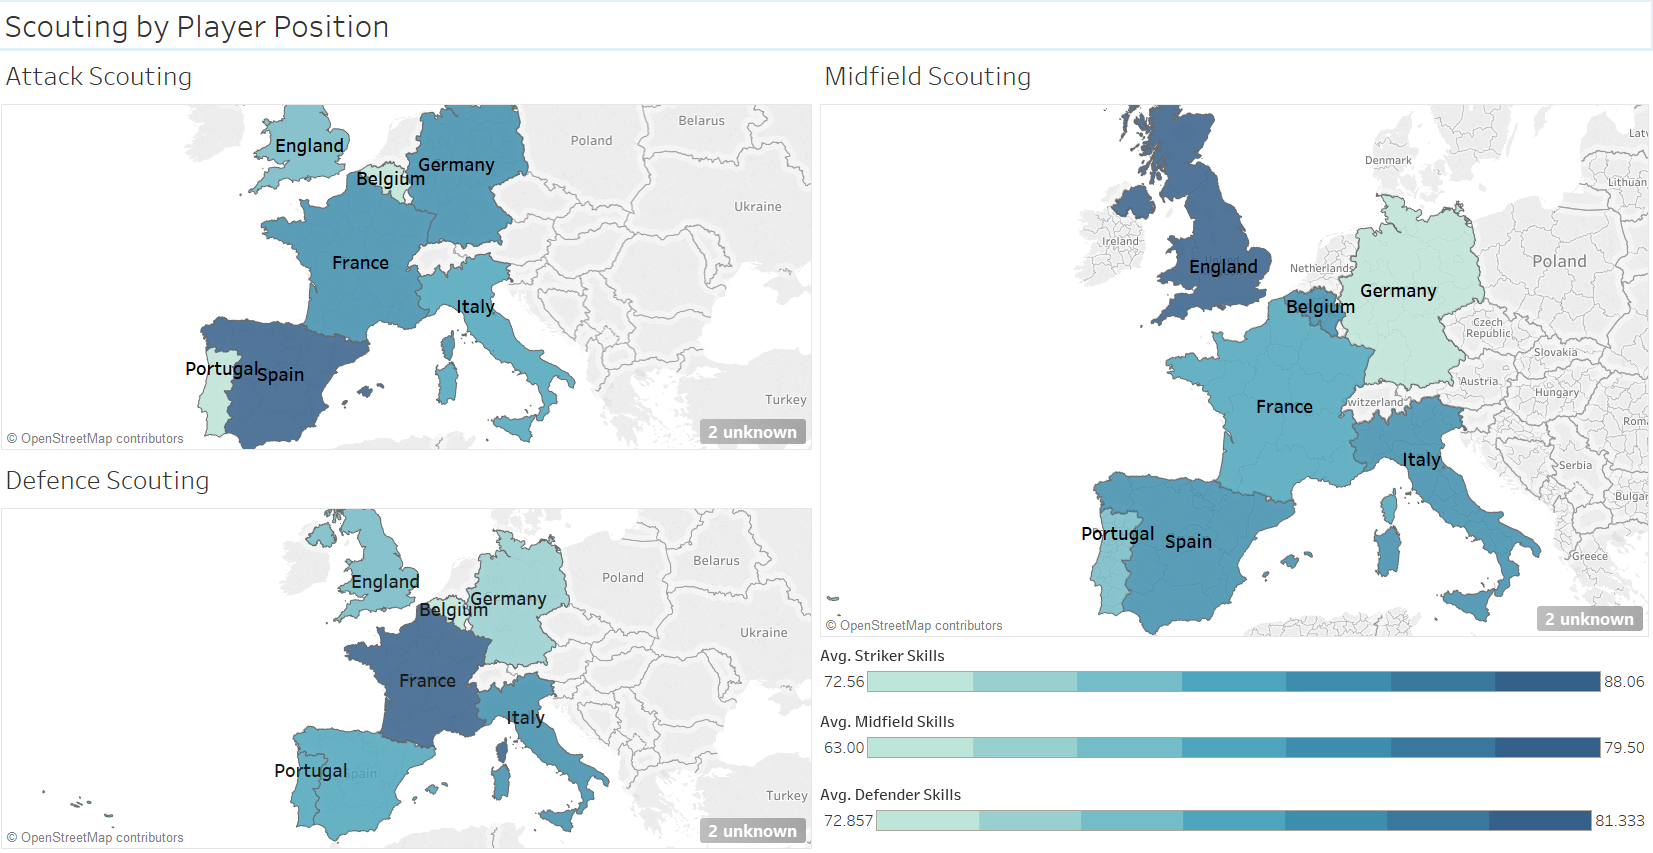 Scouting by Player Position
Attack Scouting
England
Belgium
Germany
France
Italy
Portugal
Spain
Poland
Belarus
Ukraine
Turkey
© OpenStreetMap contributors
2 unknown
Defence Scouting
England
Belgium
Germany
France
Italy
Portugal
Spain
Poland
Belarus
Ukraine
Turkey
© OpenStreetMap contributors
2 unknown
Midfield Scouting
Latv
Denmark
Lithuan
Ireland
England
Netherlands
Poland
Germany
Belgium
Czech
Republic
Slovakia
Austria
Hungary
witzerland
France
Rom
Italy
Serbia
Bulgar
Portugal
Spain
Greece
© OpenStreetMap contributors
2 unknown
Avg. Striker Skills
72.56 88.06
Avg. Midfield Skills
63.00 79.50
Avg. Defender Skills
72.857 81.333